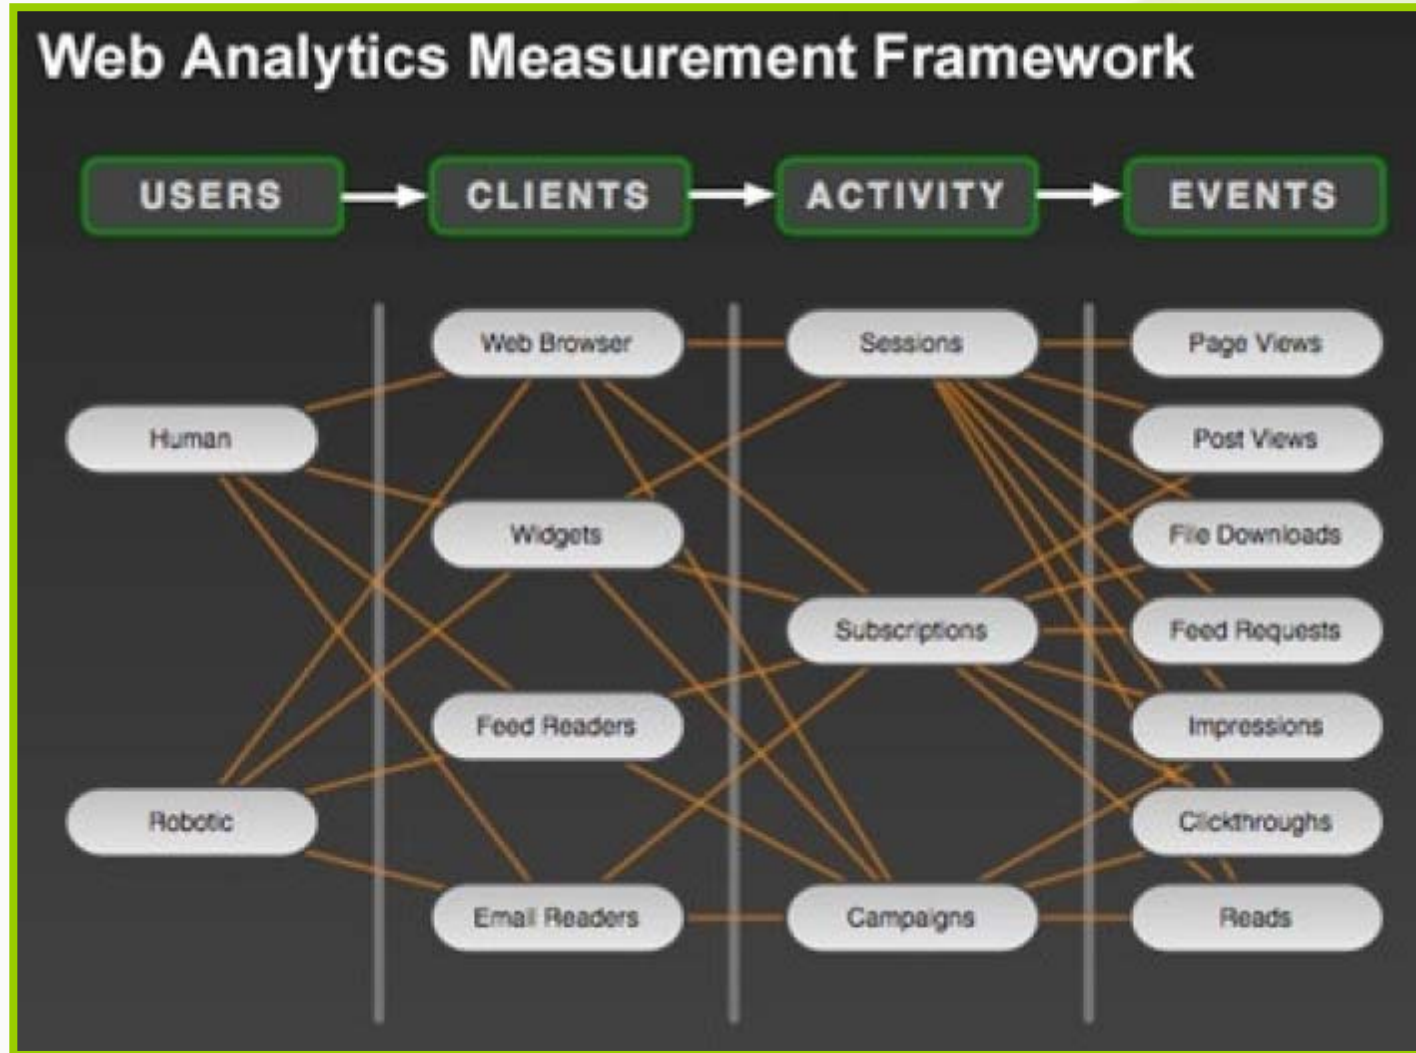 Web Analytics Measurement Framework
USERS
CLIENTS
ACTIVITY
EVENTS
Human
Robotic
Web Browser
Widgets
Feed Readers
Email Readers
Sessions
Subscriptions
Campaigns
Page Views
Post Views
File Downloads
Feed Requests
Impressions
Clickthroughs
Reads